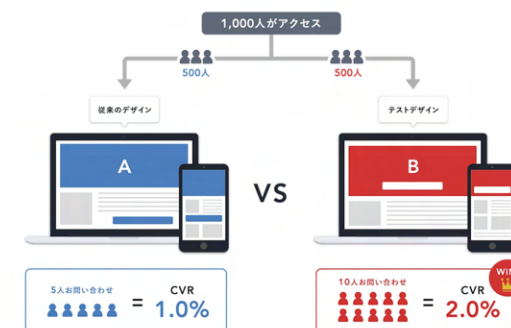 1,000人がアクセス
500人
500人
従来のデザイン
テストデザイン
A
VS
B
5人お問い合わせ
=
CVR
1.0%
10人お問い合わせ
=
CVR
2.0%